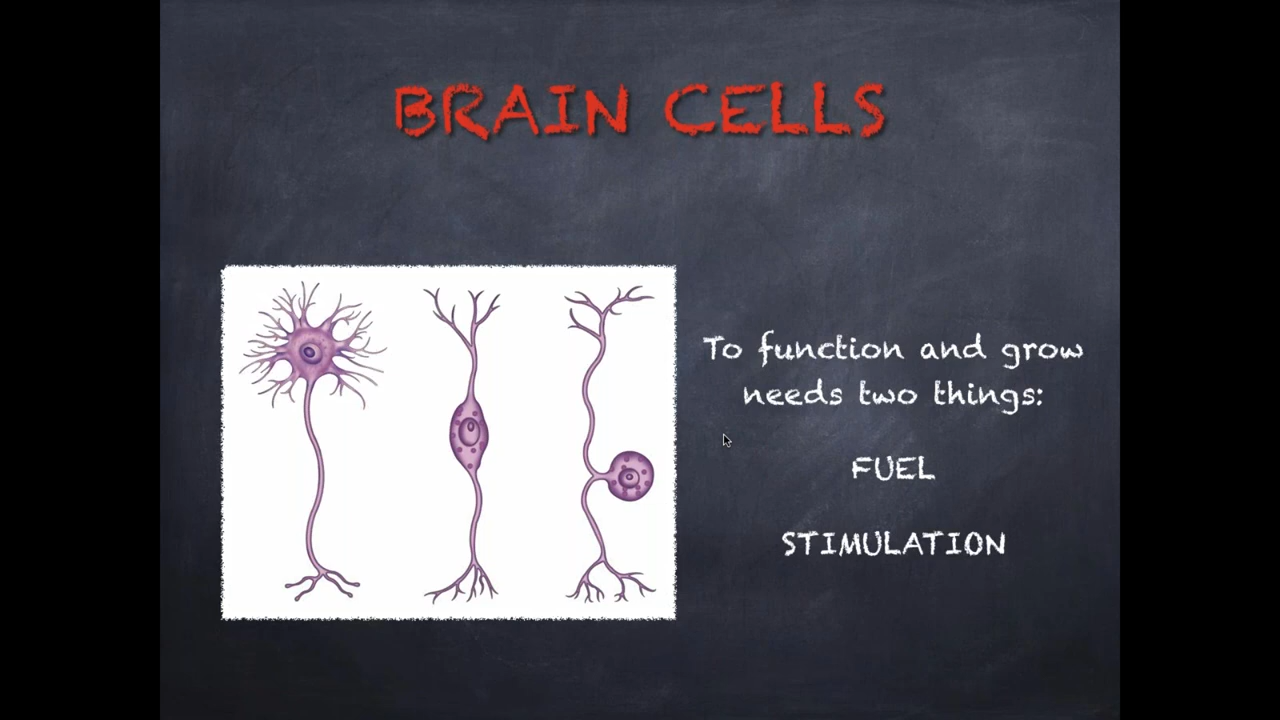 BRAIN CELLS
To function and grow
needs two things:
FUEL
STIMULATION